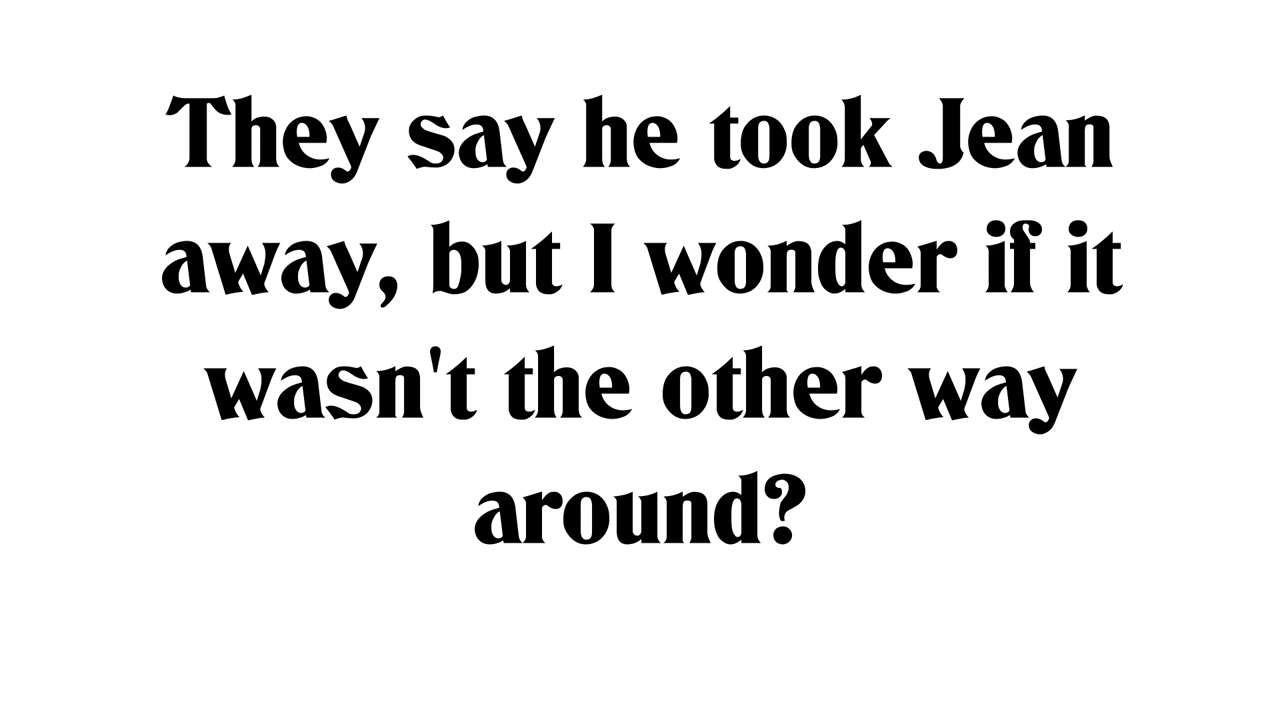 They say he took Jean
away, but I wonder if it
wasn't the other way
around?